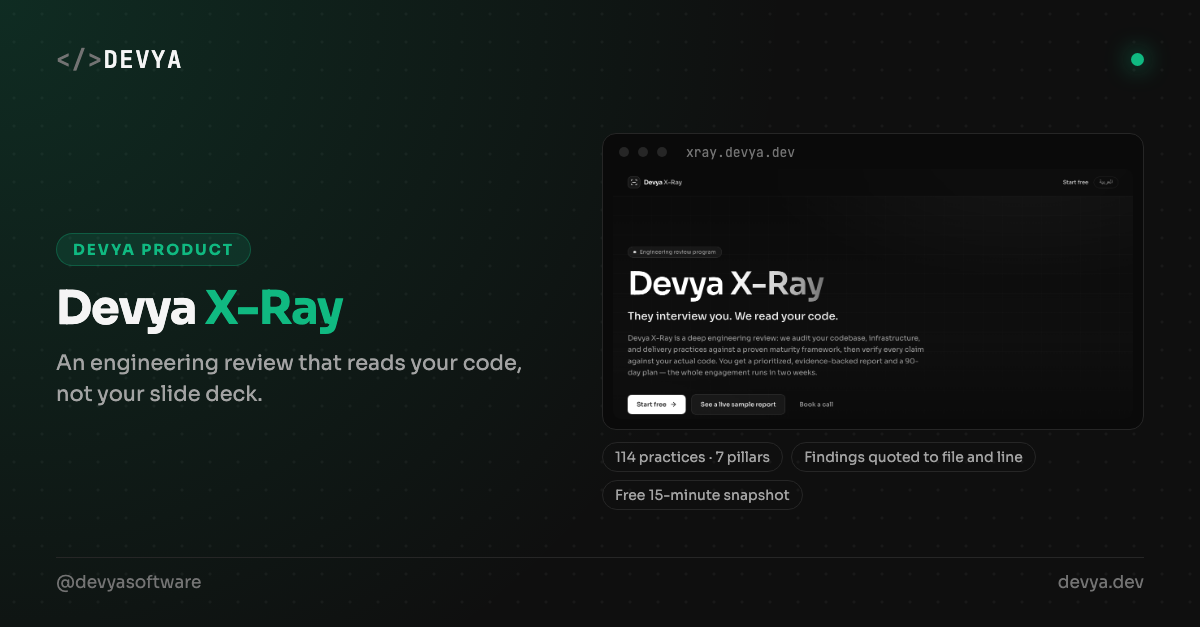 </>DEVYA
DEVYA PRODUCT
Devya X-Ray
An engineering review that reads your code,
not your slide deck.
xray.devya.dev
Devya X-Ray
Start free
العربية
Engineering review program
Devya X-Ray
They interview you. We read your code.
Devya X-Ray is a deep engineering review: we audit your codebase, infrastructure,
and delivery practices against a proven maturity framework, then verify every claim
against your actual code. You get a prioritized, evidence-backed report and a 90-
day plan — the whole engagement runs in two weeks.
Start free →
See a live sample report
Book a call
114 practices · 7 pillars
Findings quoted to file and line
Free 15-minute snapshot
@devyasoftware
devya.dev